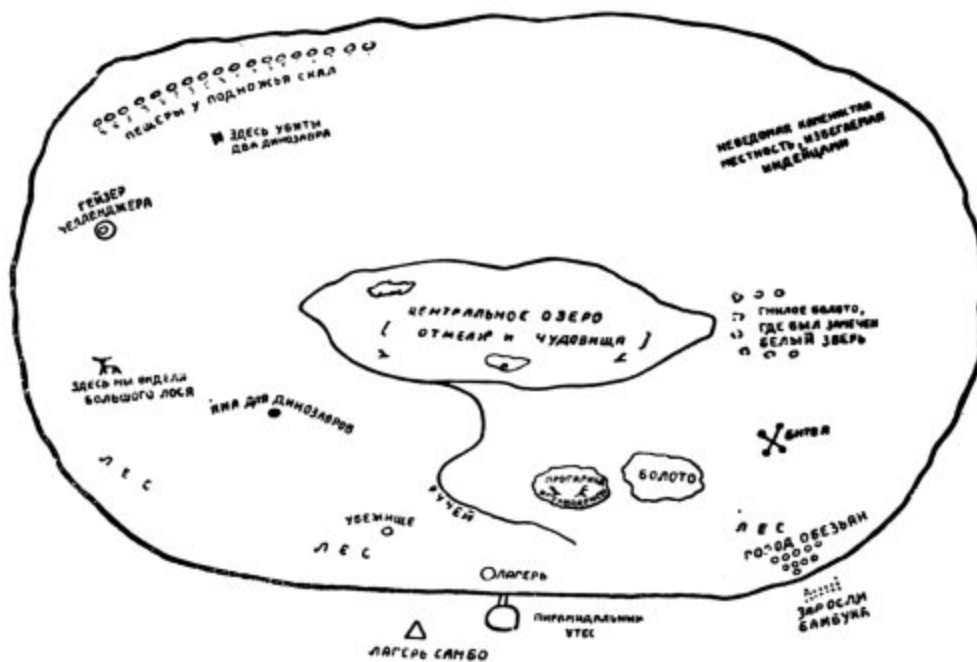 ПЕЩЕРЫ У ПОДНОЖЬЯ СКАЛ
ЗДЕСЬ УБИТЫ
ДВА ДИНОЗАВРА
НЕВЕДОМАЯ КАМЕНИСТАЯ
МЕСТНОСТЬ, ИЗБЕГАЕМАЯ
ИНДЕЙЦАМИ
ГЕЙЗЕР
ЧЕЛЛЕНДЖЕРА
ЦЕНТРАЛЬНОЕ ОЗЕРО
[ ОТМЕЛИ И ЧУДОВИЩА ]
ГНИЛОЕ БОЛОТО,
ГДЕ БЫЛ ЗАМЕЧЕН
БЕЛЫЙ ЗВЕРЬ
ЗДЕСЬ МЫ ВИДЕЛИ
БОЛЬШОГО ЛОСЯ
ЯМА ДЛЯ ДИНОЗАВРОВ
БИТВА
ЛЕС
ПРОГАЛИНА
БОЛОТО
РУЧЕЙ
УБЕЖИЩЕ
ЛЕС
ЛЕС
ГОРОД ОБЕЗЬЯН
ЛАГЕРЬ
ЗАРОСЛИ
БАМБУКА
ПИРАМИДАЛЬНЫЙ
УТЕС
ЛАГЕРЬ САМБО